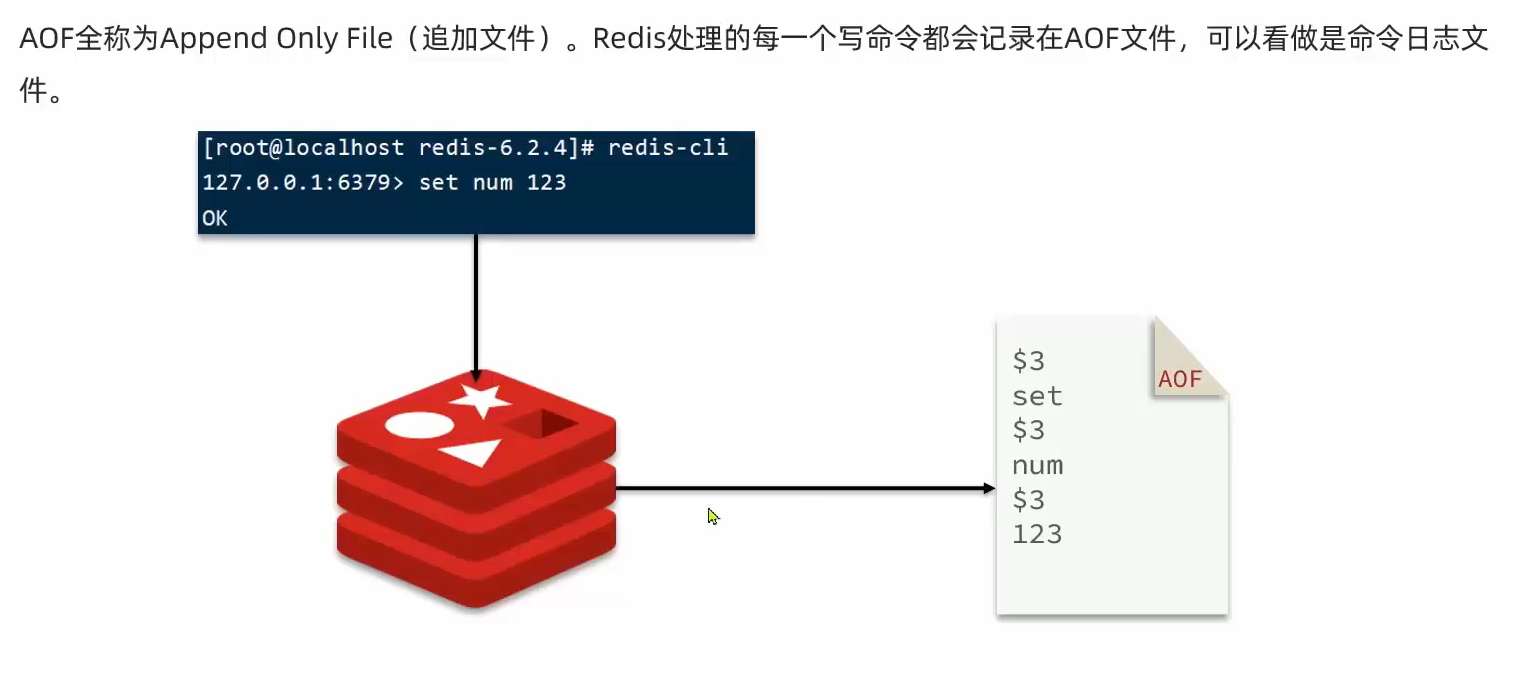 AOF全称为Append Only File（追加文件）。Redis处理的每一个写命令都会记录在AOF文件，可以看做是命令日志文
件。
[root@localhost redis-6.2.4]# redis-cli
127.0.0.1:6379> set num 123
OK
AOF
$3
set
$3
num
$3
123